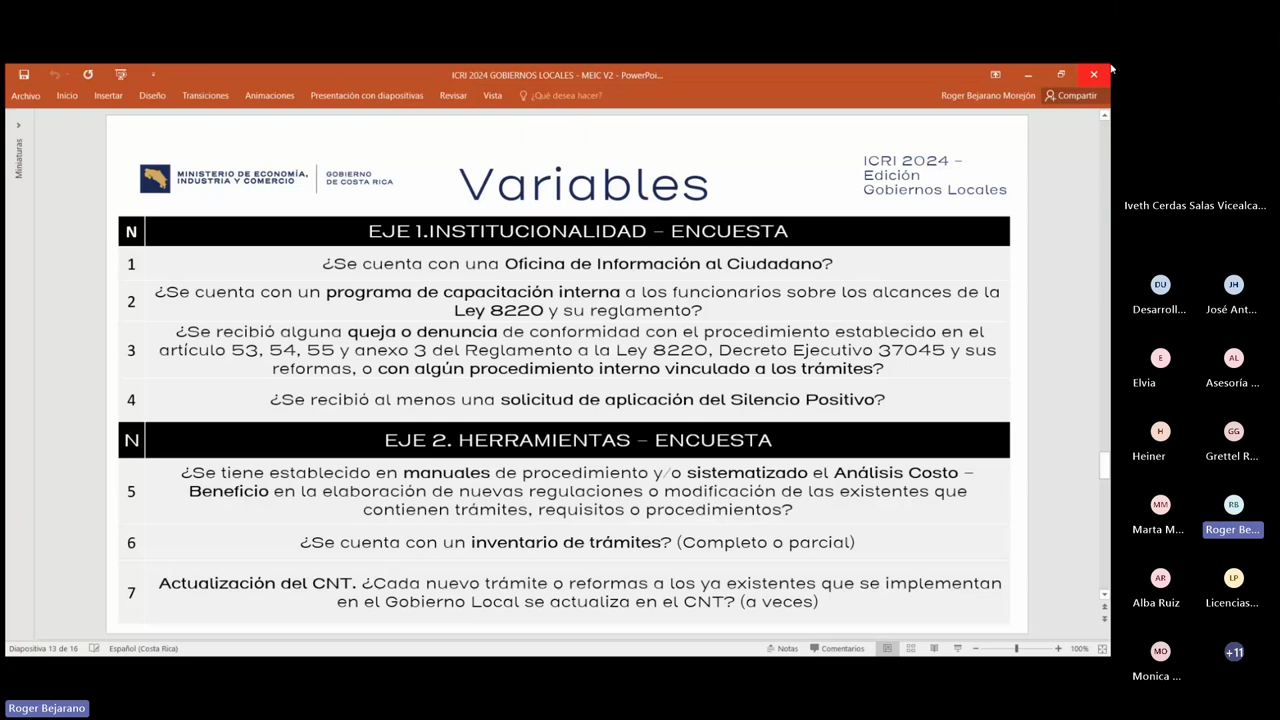 ICRI 2024 GOBIERNOS LOCALES - MEIC V2 - PowerPoi...
Archivo
Inicio
Insertar
Diseño
Transiciones
Animaciones
Presentación con diapositivas
Revisar
Vista
¿Qué desea hacer?
Roger Bejarano Morejón
Compartir
Miniaturas
MINISTERIO DE ECONOMÍA,
INDUSTRIA Y COMERCIO
GOBIERNO
DE COSTA RICA
Variables
ICRI 2024 –
Edición
Gobiernos Locales
N
EJE 1.INSTITUCIONALIDAD – ENCUESTA
1
¿Se cuenta con una Oficina de Información al Ciudadano?
2
¿Se cuenta con un programa de capacitación interna a los funcionarios sobre los alcances de la
Ley 8220 y su reglamento?
3
¿Se recibió alguna queja o denuncia de conformidad con el procedimiento establecido en el
artículo 53, 54, 55 y anexo 3 del Reglamento a la Ley 8220, Decreto Ejecutivo 37045 y sus
reformas, o con algún procedimiento interno vinculado a los trámites?
4
¿Se recibió al menos una solicitud de aplicación del Silencio Positivo?
N
EJE 2. HERRAMIENTAS – ENCUESTA
5
¿Se tiene establecido en manuales de procedimiento y/o sistematizado el Análisis Costo –
Beneficio en la elaboración de nuevas regulaciones o modificación de las existentes que
contienen trámites, requisitos o procedimientos?
6
¿Se cuenta con un inventario de trámites? (Completo o parcial)
7
Actualización del CNT. ¿Cada nuevo trámite o reformas a los ya existentes que se implementan
en el Gobierno Local se actualiza en el CNT? (a veces)
Diapositiva 13 de 16
Español (Costa Rica)
Notas
Comentarios
100%
Iveth Cerdas Salas Vicealca...
DU
JH
Desarroll...
José Ant...
E
AL
Elvia
Asesoría ...
H
GG
Heiner
Grettel R...
MM
RB
Marta M...
Roger Be...
AR
LP
Alba Ruiz
Licencias...
MO
+11
Monica ...
Roger Bejarano